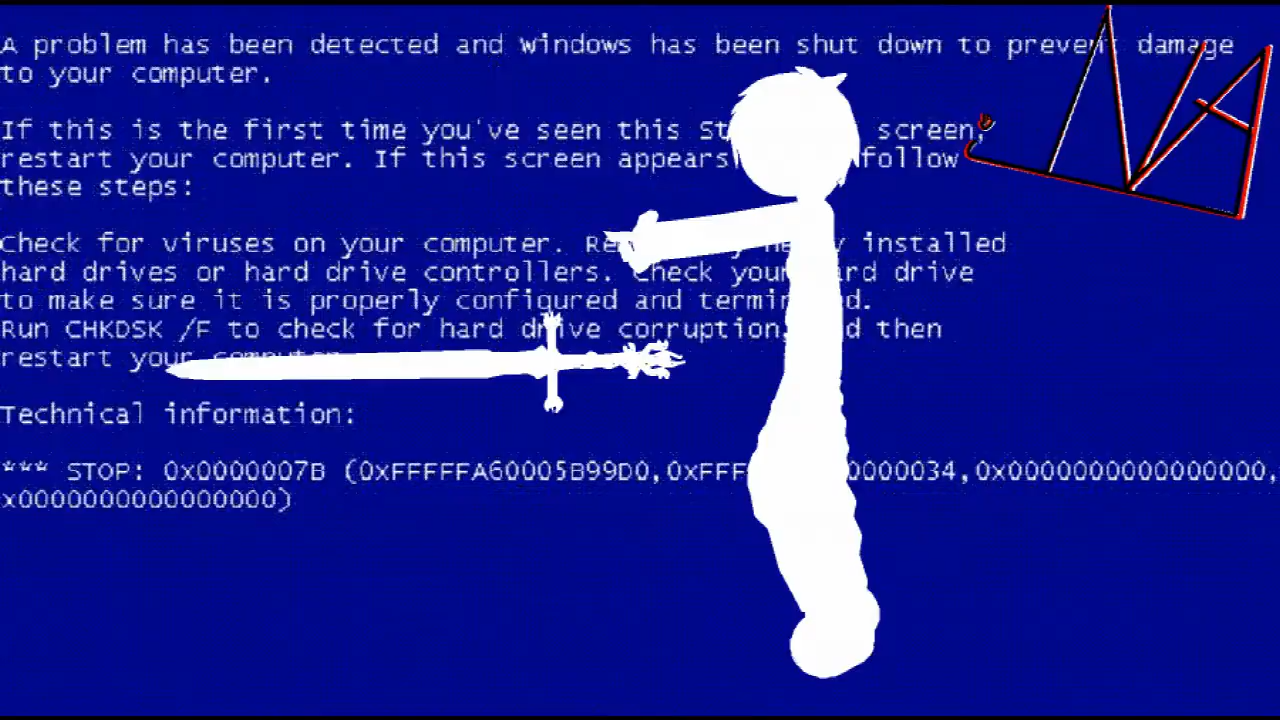 A problem has been detected and Windows has been shut down to prevent damage
to your computer.
If this is the first time you've seen this screen,
restart your computer. If this screen appears follow
these steps:
Check for viruses on your computer. installed
hard drives or hard drive controllers. Check your drive
to make sure it is properly configured and
Run CHKDSK /F to check for hard drive corruption, then
restart your computer
Technical information:
*** STOP: 0x0000007B (0xFFFFFA60005B99D0, 0x0000000000000000,
x0000000000000000)